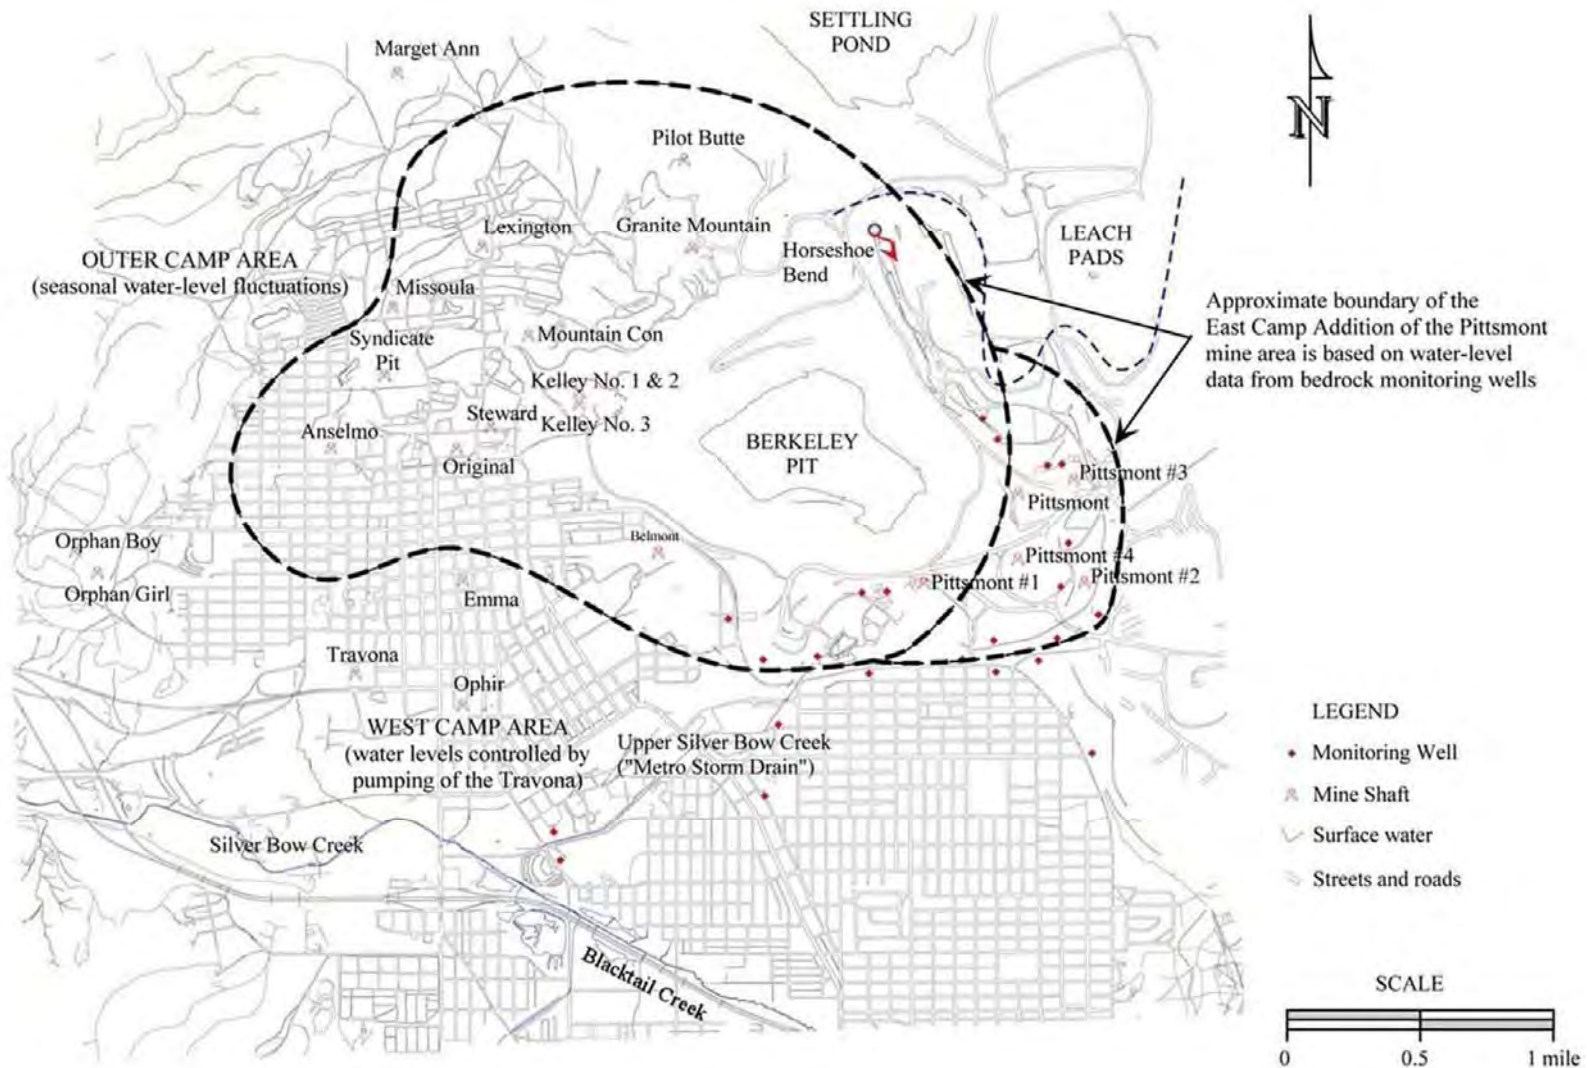 SETTLING
POND
Marget Ann
N
Pilot Butte
Lexington
Granite Mountain
Horseshoe
Bend
LEACH
PADS
OUTER CAMP AREA
(seasonal water-level fluctuations)
Missoula
Approximate boundary of the
East Camp Addition of the Pittsmont
mine area is based on water-level
data from bedrock monitoring wells
Syndicate
Pit
Mountain Con
Kelley No. 1 & 2
Steward
Kelley No. 3
Anselmo
Original
BERKELEY
PIT
Pittsmont #3
Pittsmont
Orphan Boy
Belmont
Pittsmont #4
Pittsmont #1
Pittsmont #2
Orphan Girl
Emma
Travona
Ophir
WEST CAMP AREA
(water levels controlled by
pumping of the Travona)
Upper Silver Bow Creek
("Metro Storm Drain")
Silver Bow Creek
Blacktail Creek
LEGEND
Monitoring Well
Mine Shaft
Surface water
Streets and roads
SCALE
0 0.5 1 mile